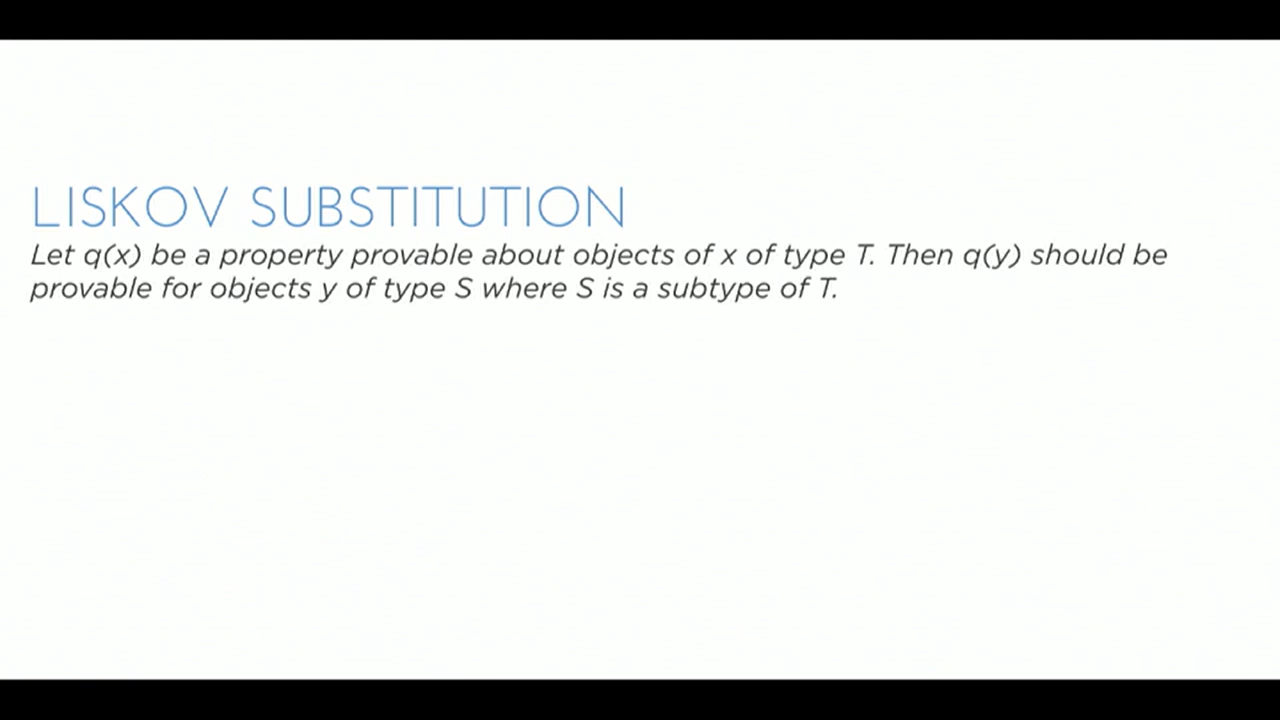 LISKOV SUBSTITUTION
Let q(x) be a property provable about objects of x of type T. Then q(y) should be
provable for objects y of type S where S is a subtype of T.